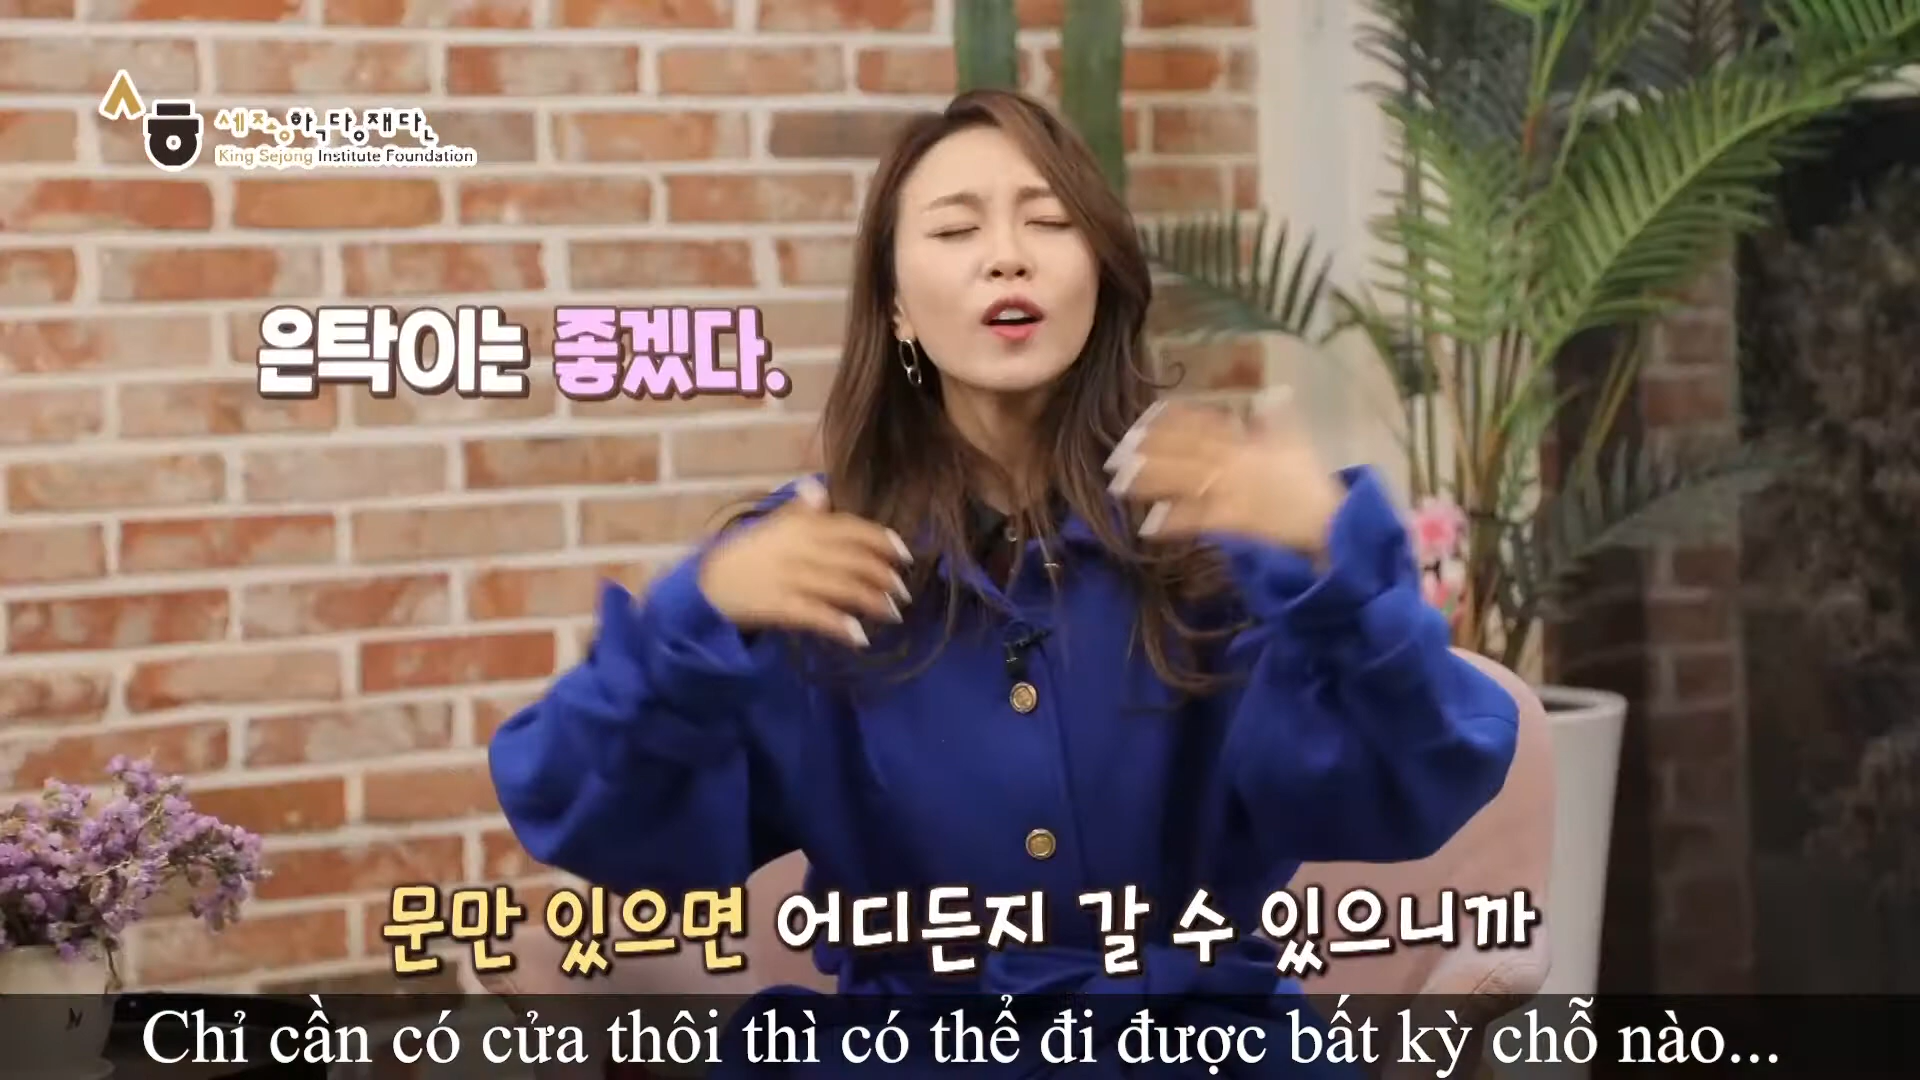 세종학당재단
King Sejong Institute Foundation
은탁이는 좋겠다.
문만 있으면 어디든지 갈 수 있으니까
Chỉ cần có cửa thôi thì có thể đi được bất kỳ chỗ nào...